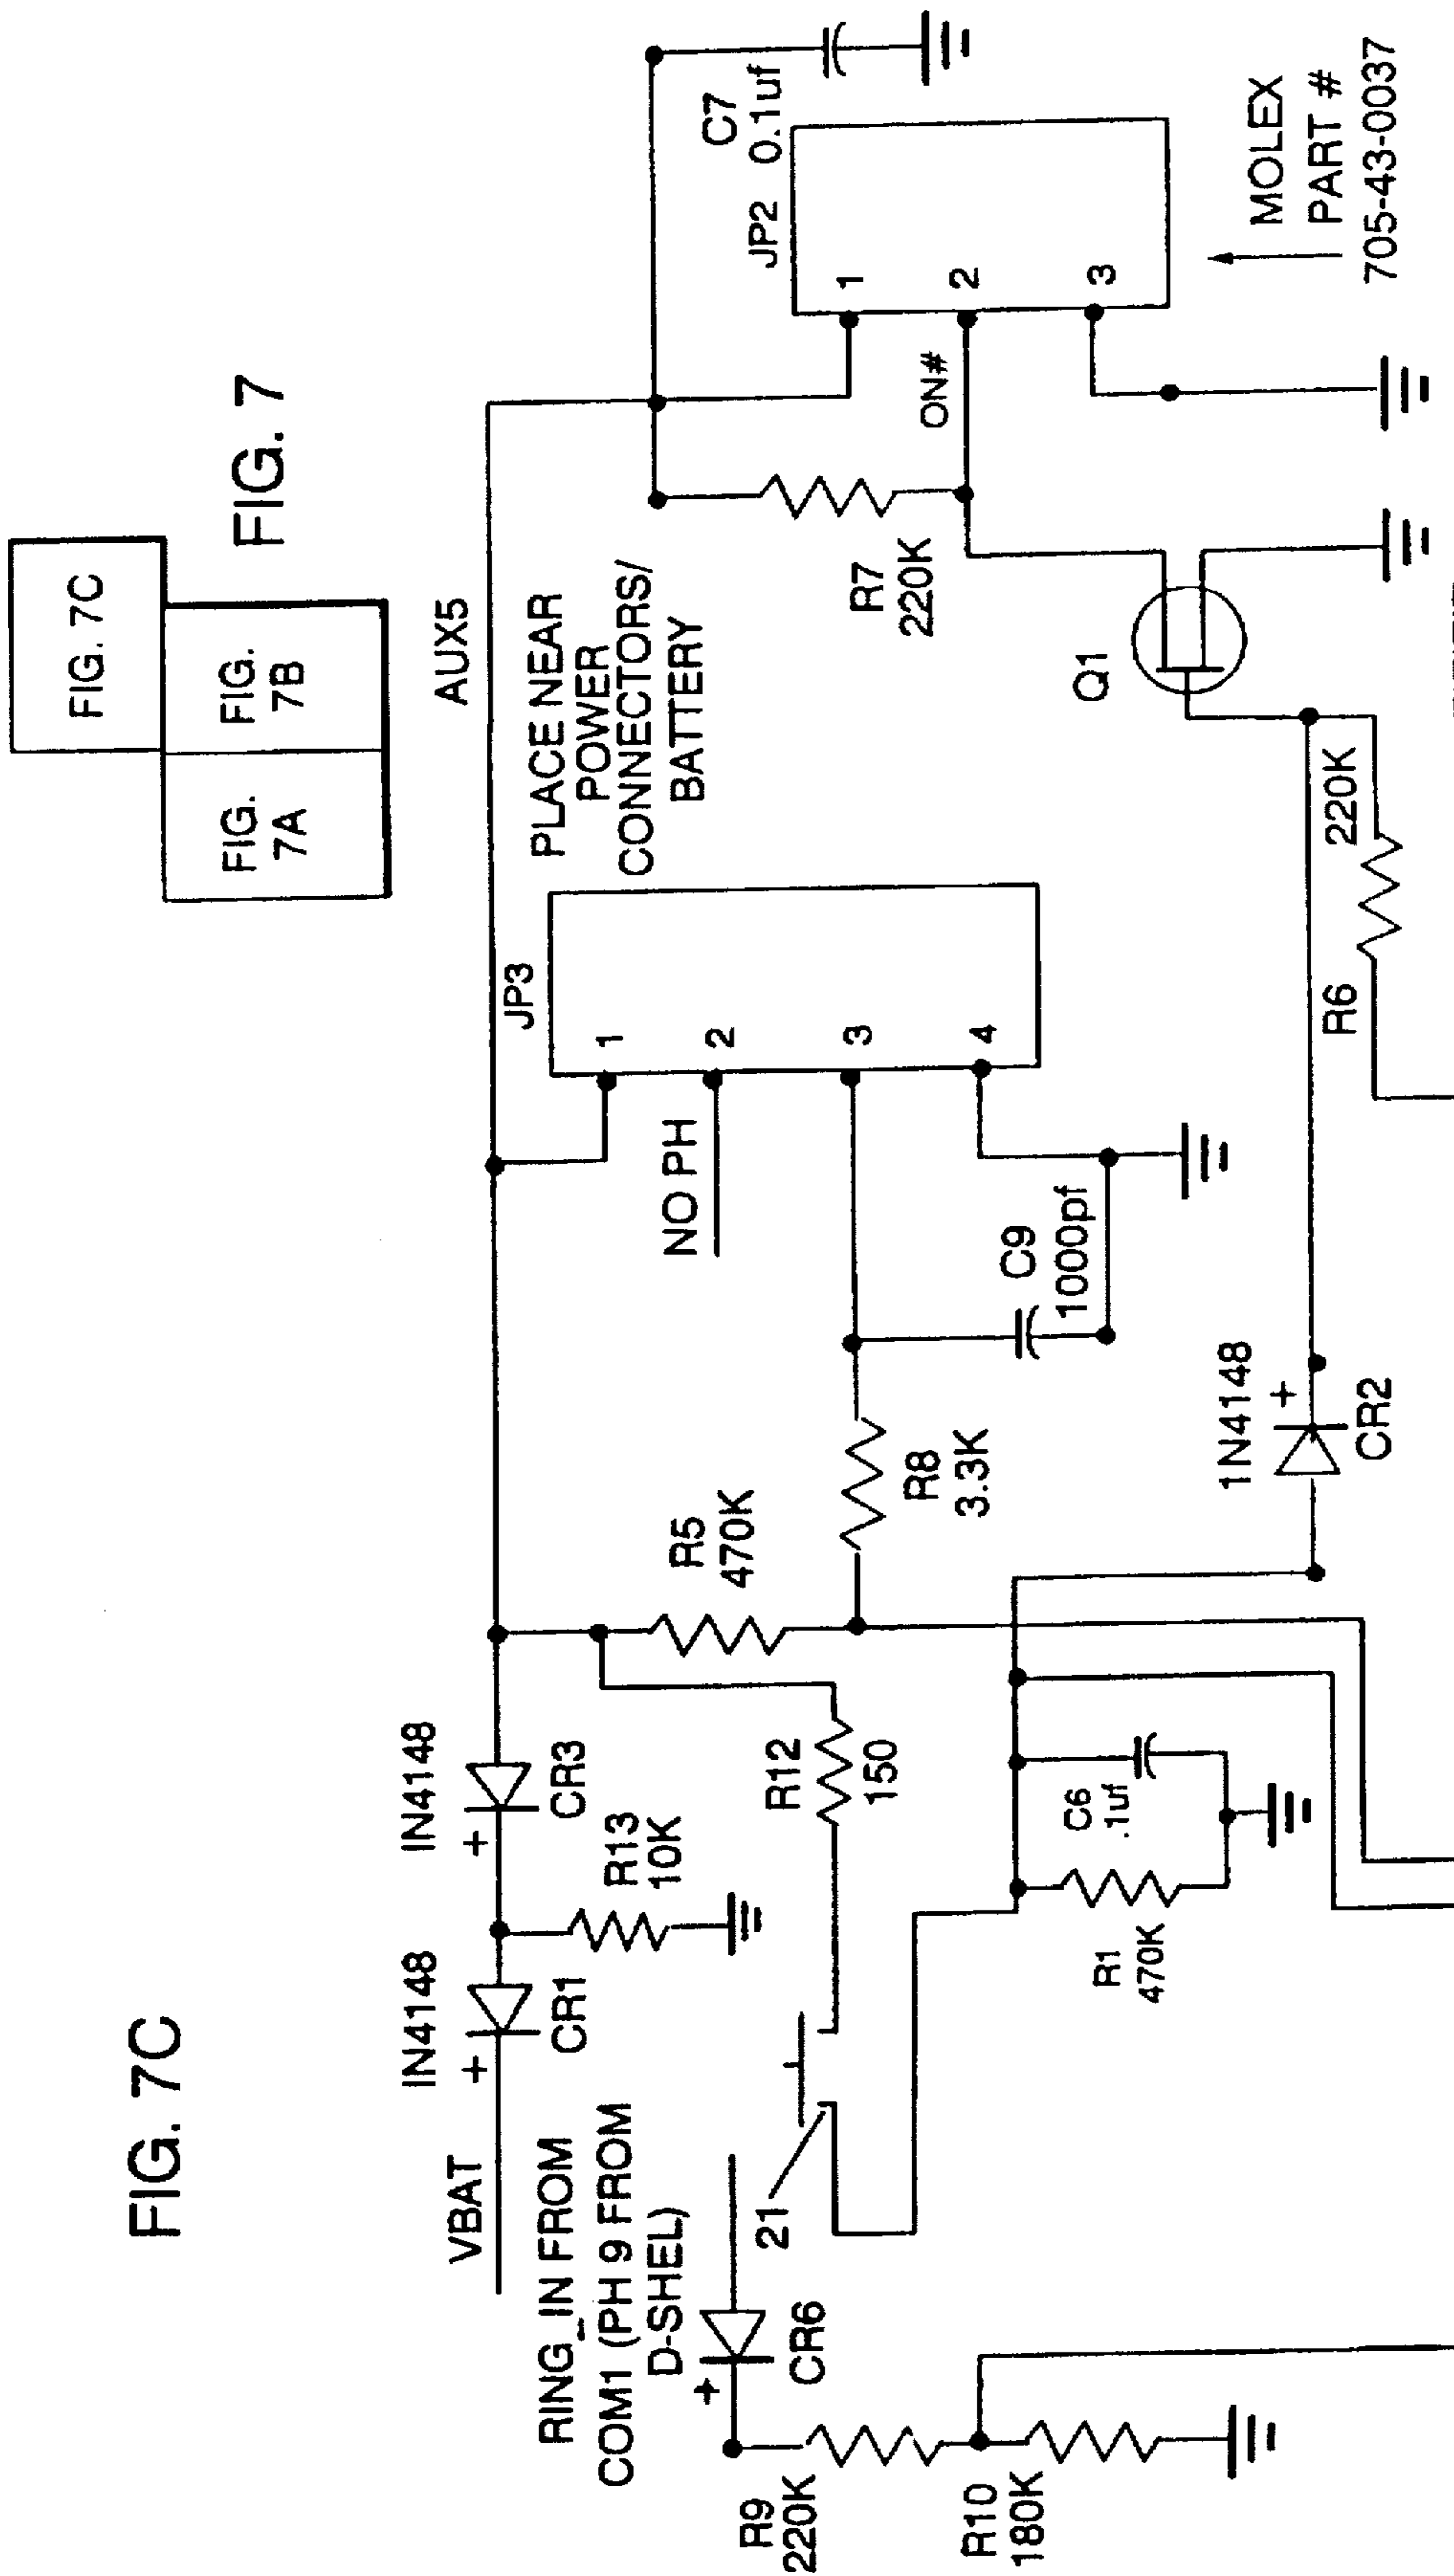 FIG. 7C
FIG. 7C
FIG.
7A
FIG.
7B
FIG. 7
VBAT
IN4148
+
CR1
IN4148
+
CR3
R13
10K
AUX5
RING_IN FROM
COM1 (PH 9 FROM
D-SHEL)
+
CR6
21
R9
220K
R10
180K
R12
150
R5
470K
R8
3.3K
R1
470K
C6
.1uf
NO PH
C9
1000pf
JP3
1
2
3
4
PLACE NEAR
POWER
CONNECTORS/
BATTERY
1N4148
+
CR2
R6
220K
Q1
R7
220K
ON#
JP2
C7
0.1uf
1
2
3
MOLEX
PART #
705-43-0037